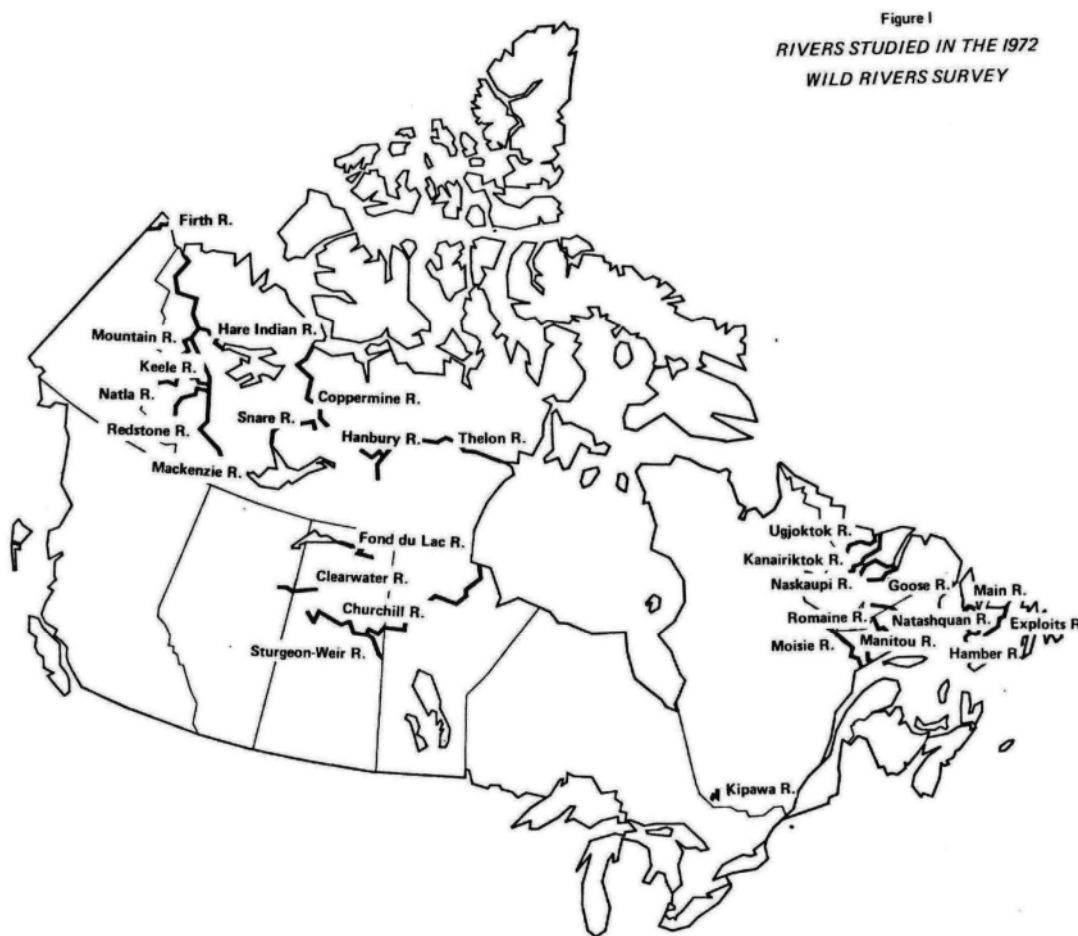 Figure I
RIVERS STUDIED IN THE 1972
WILD RIVERS SURVEY
Firth R.
Mountain R.
Hare Indian R.
Keele R.
Natla R.
Coppermine R.
Snare R.
Redstone R.
Hanbury R.
Thelon R.
Mackenzie R.
Ugjoktok R.
Fond du Lac R.
Kanairiktok R.
Clearwater R.
Naskaupi R.
Goose R.
Main R.
Churchill R.
Romaine R.
Natashquan R.
Exploits R
Sturgeon-Weir R.
Moisie R.
Manitou R.
Hamber R.
Kipawa R.